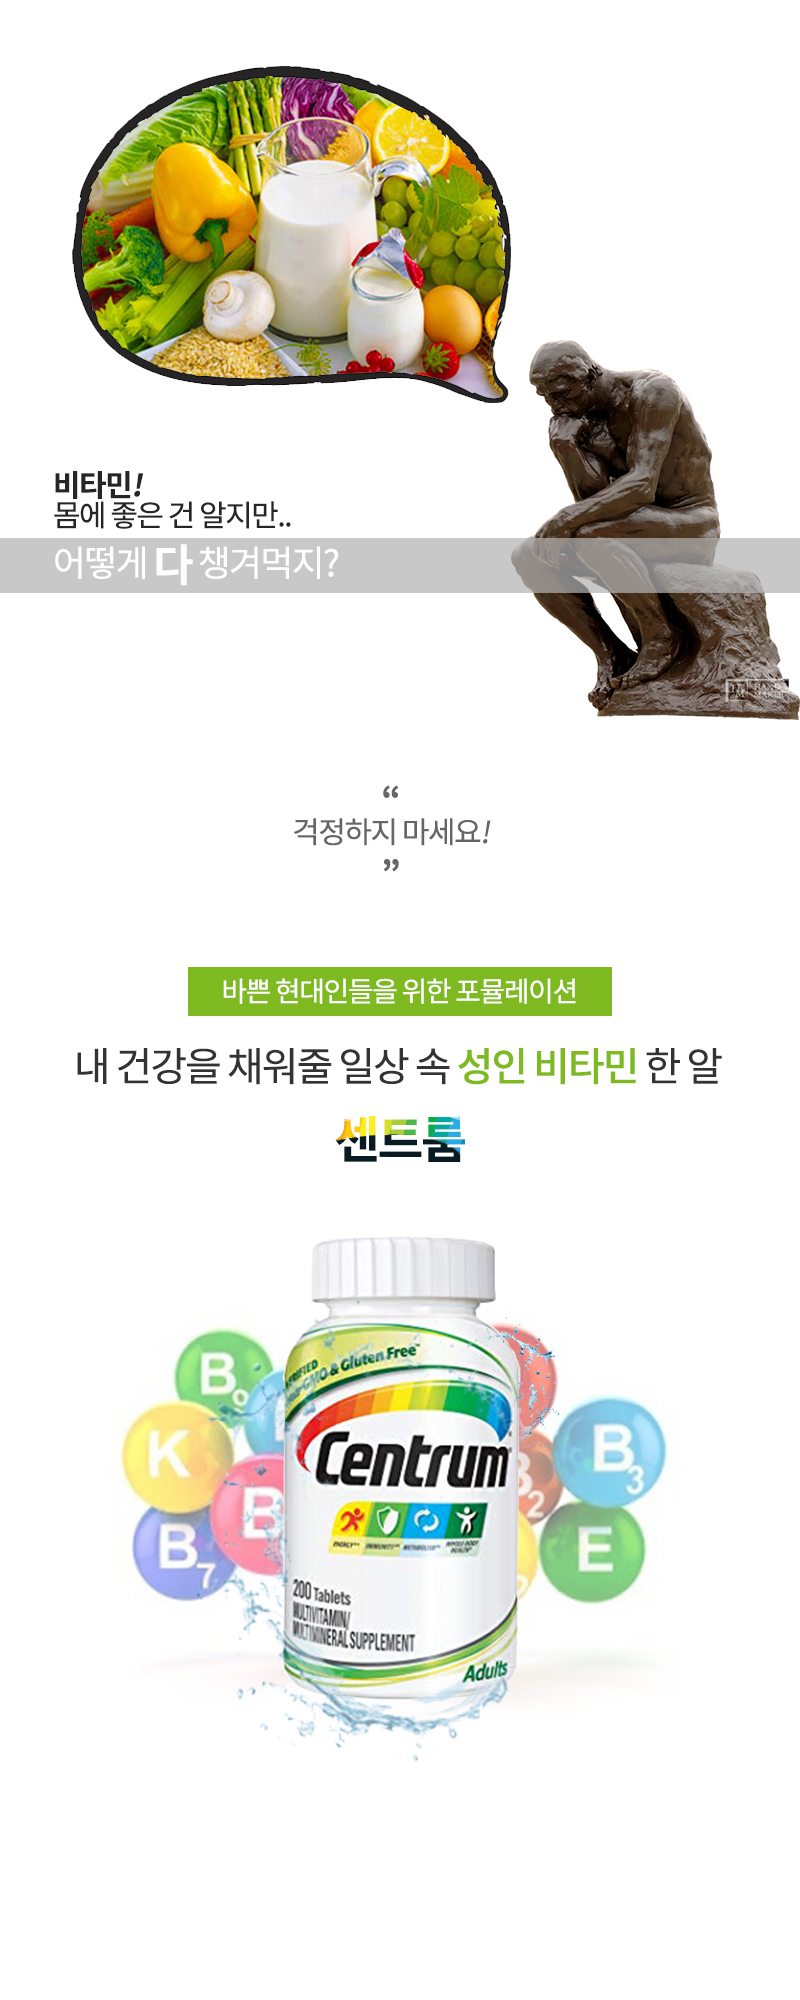 비타민!
몸에 좋은 건 알지만..
어떻게 다 챙겨먹지?
“
걱정하지 마세요!
”
바쁜 현대인들을 위한 포뮬레이션
내 건강을 채워줄 일상 속 성인 비타민 한 알
센트룸
Non-GMO & Gluten Free™
Centrum
ENERGY IMMUNITY METABOLISM WHOLE BODY
HEALTH
200 Tablets
MULTIVITAMIN/
MULTIMINERAL SUPPLEMENT
Adults
B
K
B
B7
B3
B2
E